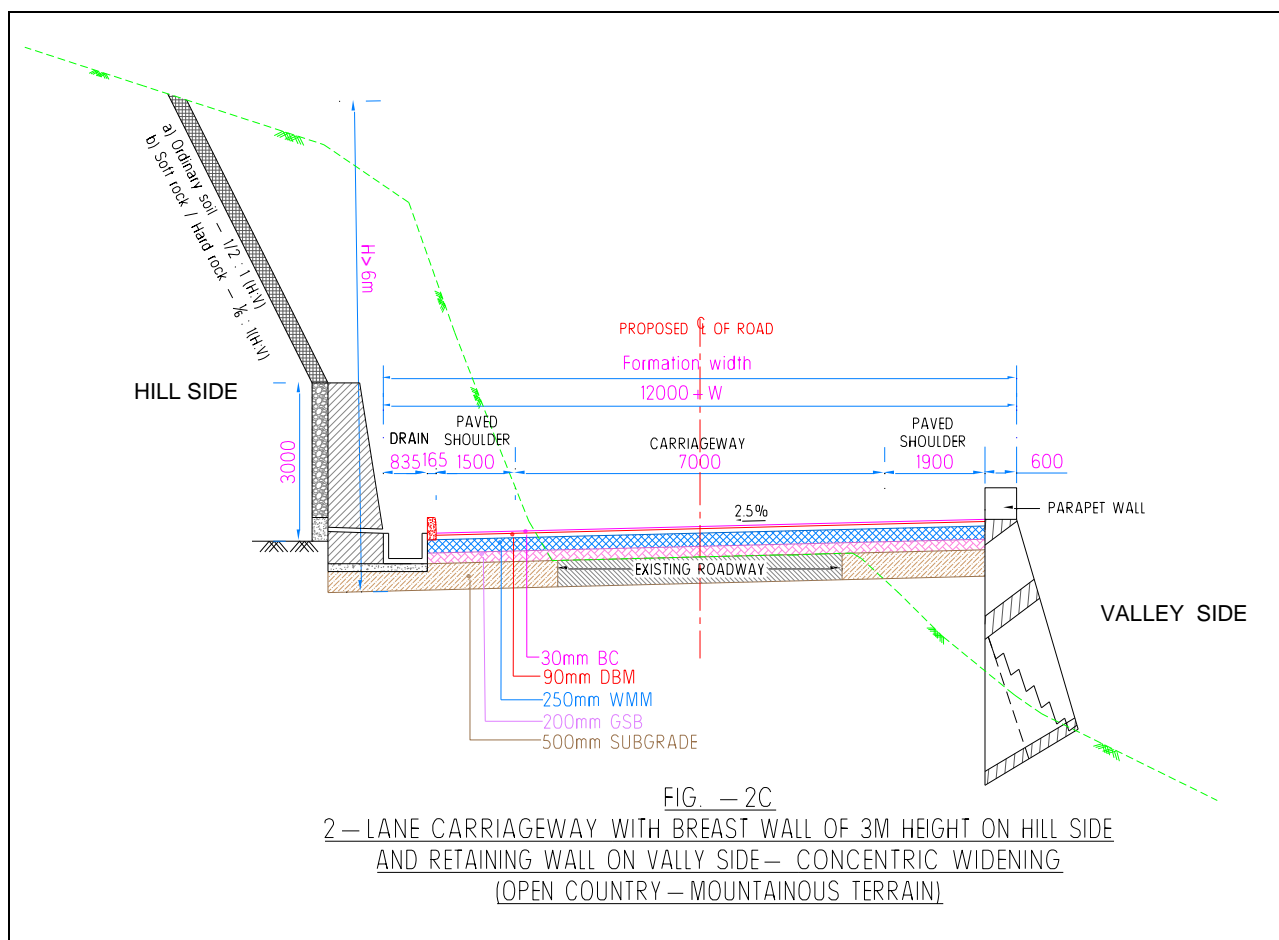 a) Ordinary soil – 1/2 : 1 (H:V)
b) Soft rock / Hard rock – 1/6 : 1(H:V)
H>6m
PROPOSED ℄ OF ROAD
Formation width
12000+W
HILL SIDE
3000
DRAIN
835
165
PAVED
SHOULDER
1500
CARRIAGEWAY
7000
PAVED
SHOULDER
1900
600
2.5%
PARAPET WALL
EXISTING ROADWAY
VALLEY SIDE
30mm BC
90mm DBM
250mm WMM
200mm GSB
500mm SUBGRADE
FIG. –2C
2–LANE CARRIAGEWAY WITH BREAST WALL OF 3M HEIGHT ON HILL SIDE
AND RETAINING WALL ON VALLY SIDE– CONCENTRIC WIDENING
(OPEN COUNTRY–MOUNTAINOUS TERRAIN)